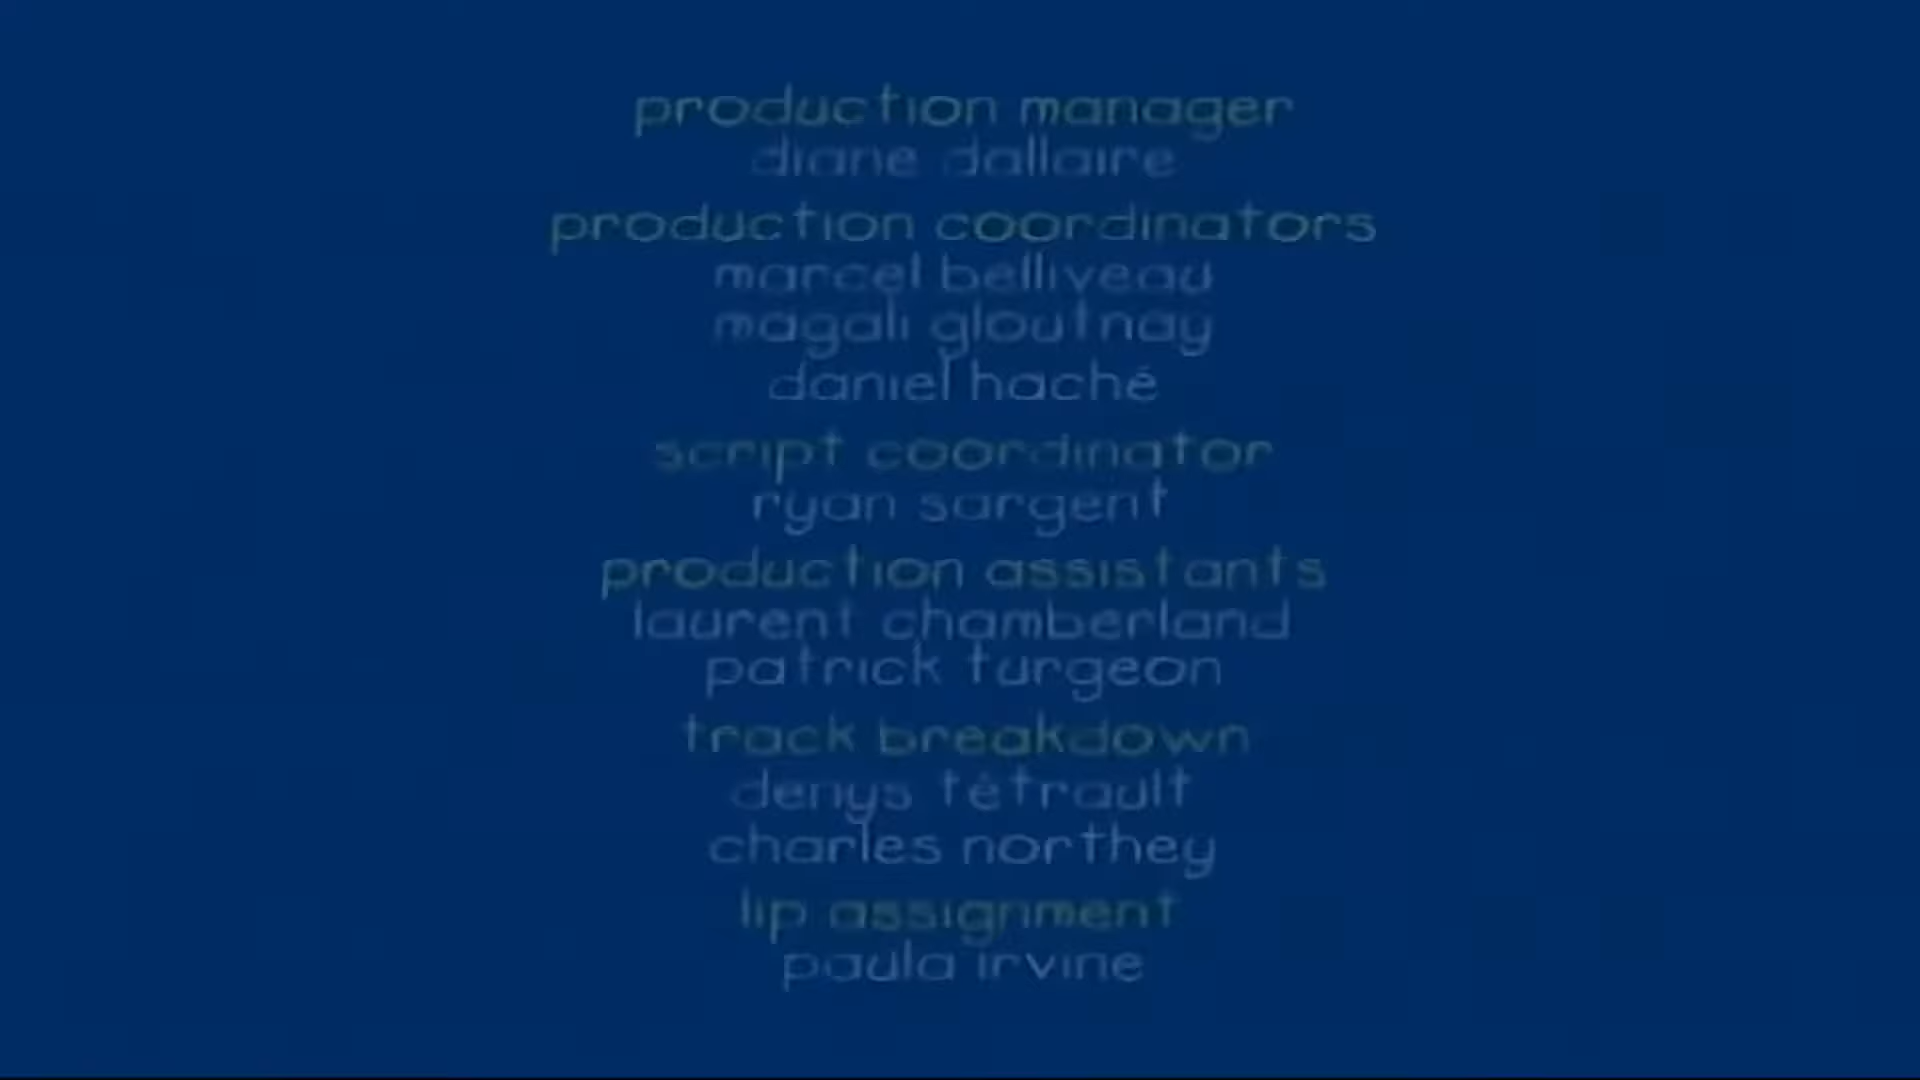 production manager
diane dallaire
production coordinators
marcel belliveau
magali gloutnay
daniel haché
script coordinator
ryan sargent
production assistants
laurent chamberland
patrick turgeon
track breakdown
denys tétrault
charles northey
lip assignment
paula irvine